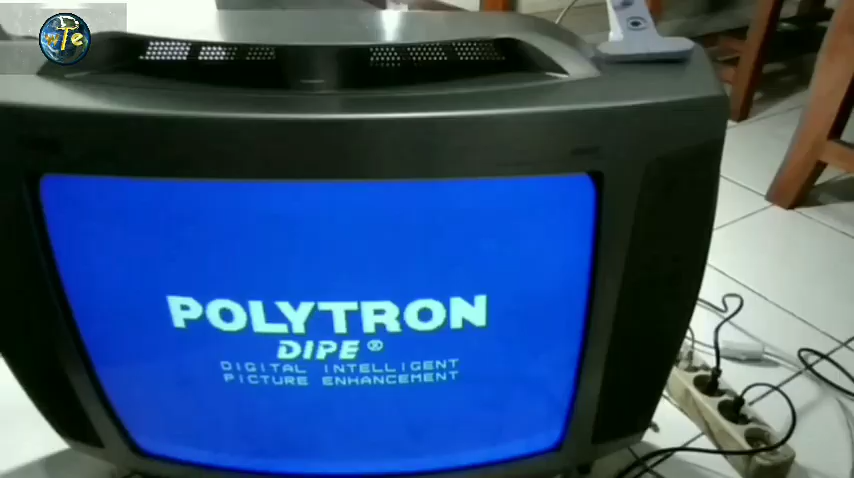 POLYTRON
DIPE ®
DIGITAL INTELLIGENT
PICTURE ENHANCEMENT